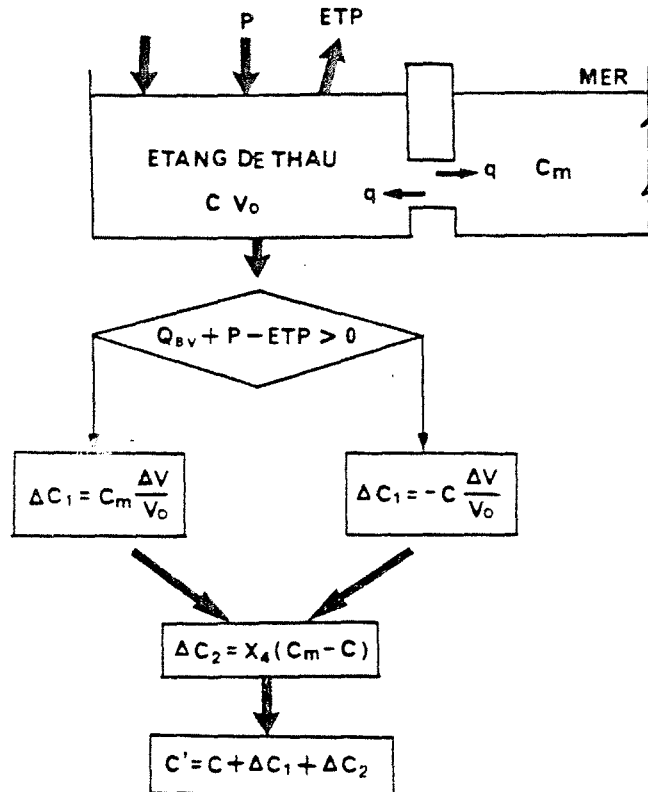 P ETP
MER
ETANG DE THAU
C V₀
q
q
Cₘ
Q_BV + P – ETP > 0
ΔC₁ = Cₘ ΔV/V₀
ΔC₁ = -C ΔV/V₀
ΔC₂ = X₄(Cₘ – C)
C' = C + ΔC₁ + ΔC₂